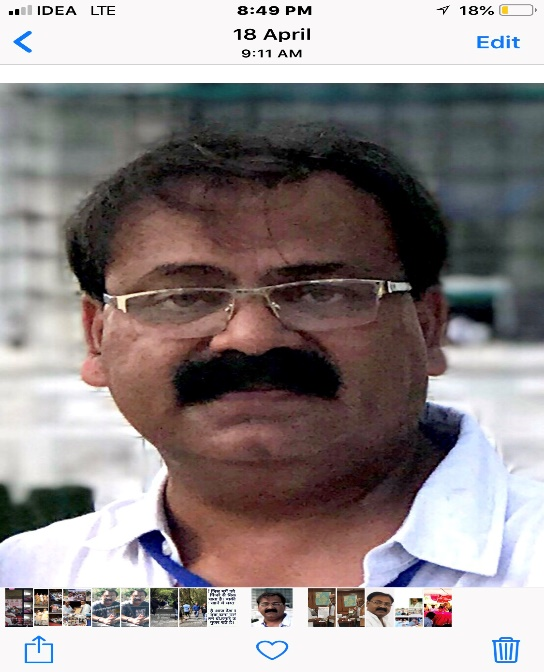 IDEA LTE 8:49 PM 18%
18 April
9:11 AM
Edit